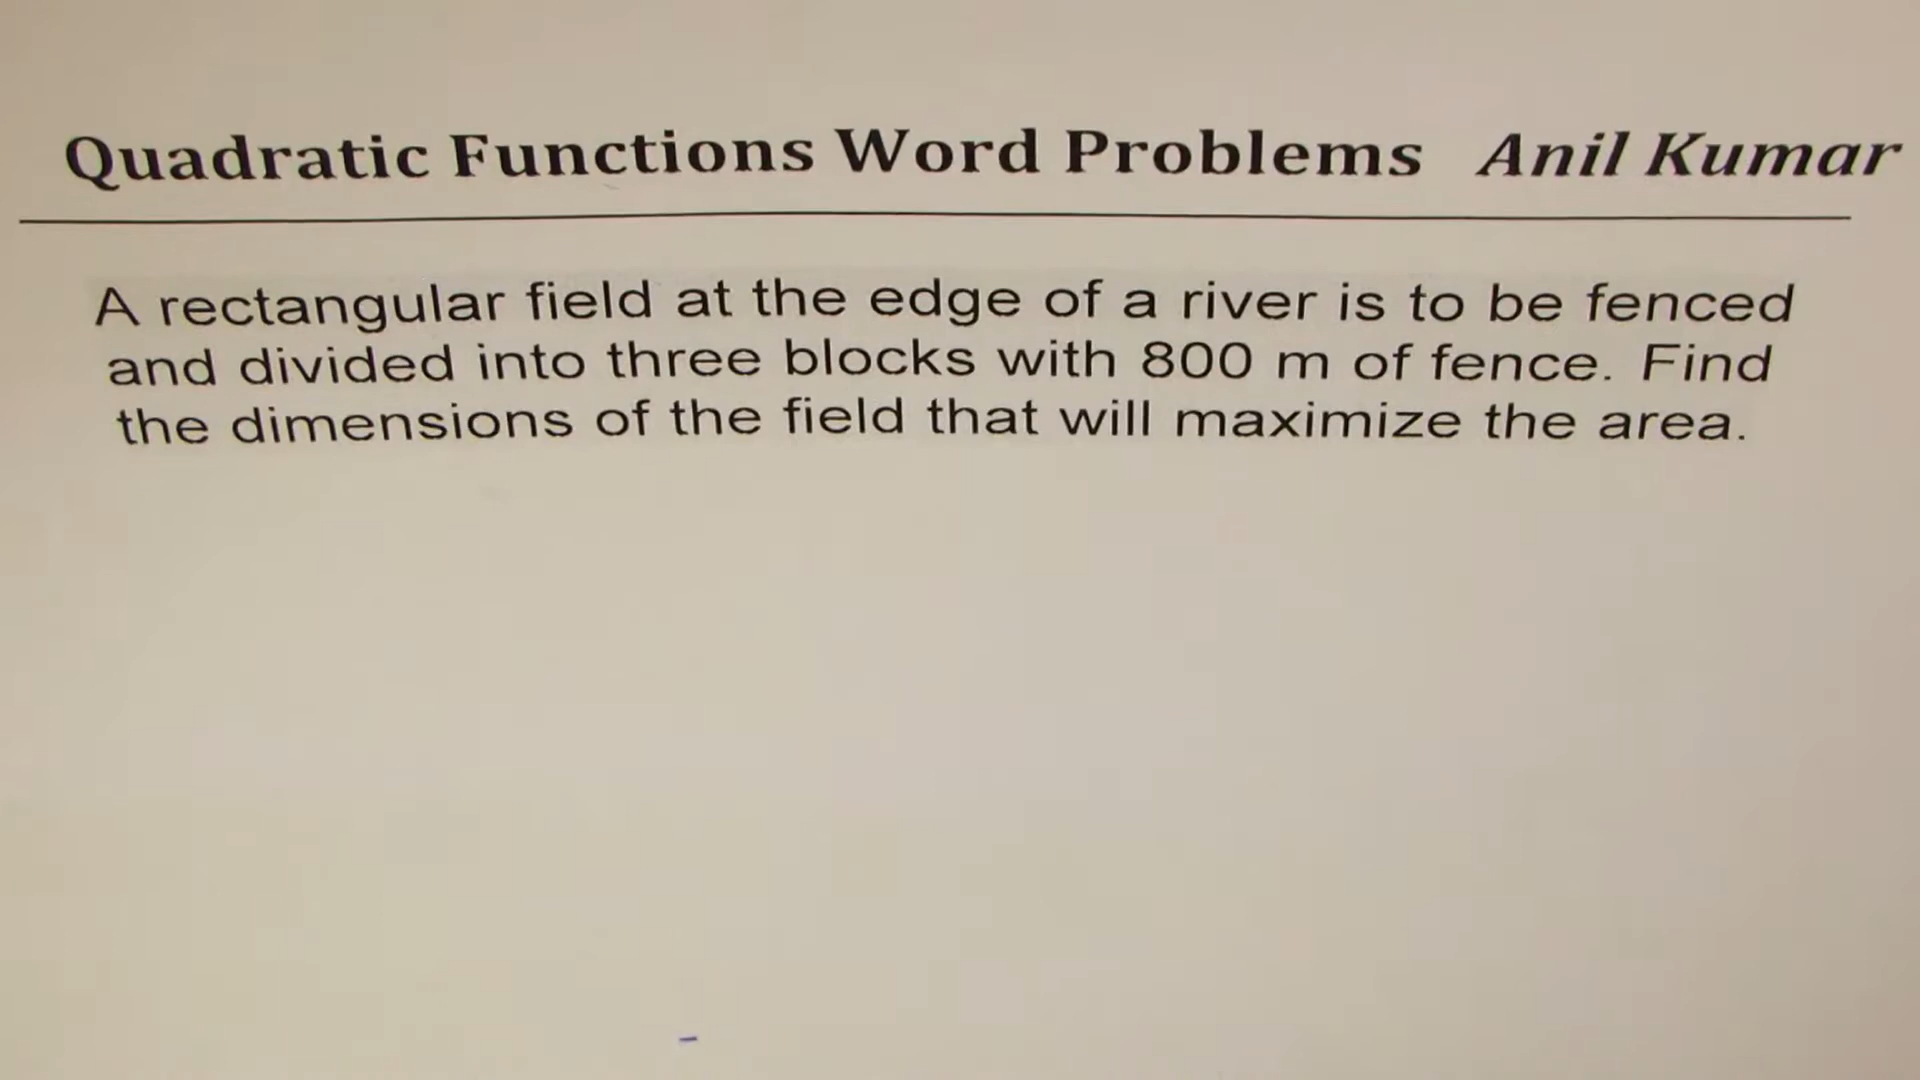 Quadratic Functions Word Problems Anil Kumar
A rectangular field at the edge of a river is to be fenced
and divided into three blocks with 800 m of fence. Find
the dimensions of the field that will maximize the area.